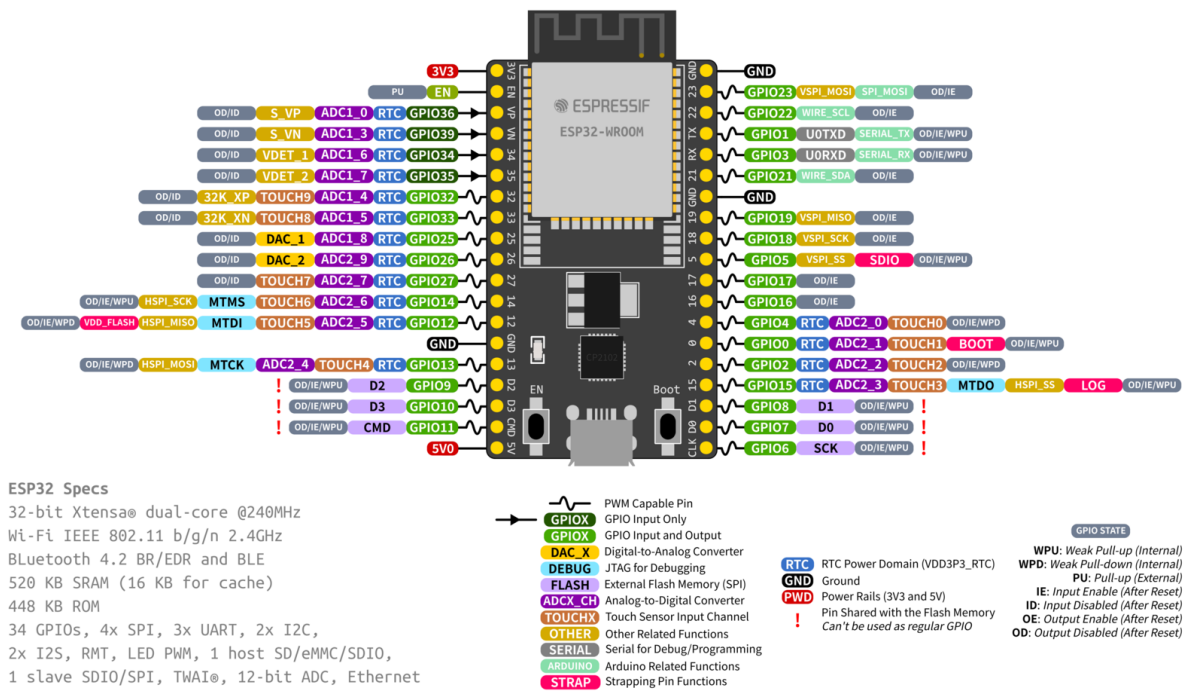 ESPRESSIF
ESP32-WROOM
3V3 3V3 GND GND
PU EN EN 23 GPIO23 VSPI_MOSI SPI_MOSI OD/IE
OD/ID S_VP ADC1_0 RTC GPIO36 VP 22 GPIO22 WIRE_SCL OD/IE
OD/ID S_VN ADC1_3 RTC GPIO39 VN TX GPIO1 U0TXD SERIAL_TX OD/IE/WPU
OD/ID VDET_1 ADC1_6 RTC GPIO34 34 RX GPIO3 U0RXD SERIAL_RX OD/IE/WPU
OD/ID VDET_2 ADC1_7 RTC GPIO35 35 21 GPIO21 WIRE_SDA OD/IE
OD/ID 32K_XP TOUCH9 ADC1_4 RTC GPIO32 32 GND GND
OD/ID 32K_XN TOUCH8 ADC1_5 RTC GPIO33 33 19 GPIO19 VSPI_MISO OD/IE
OD/ID DAC_1 ADC1_8 RTC GPIO25 25 18 GPIO18 VSPI_SCK OD/IE
OD/ID DAC_2 ADC2_9 RTC GPIO26 26 5 GPIO5 VSPI_SS SDIO OD/IE/WPU
OD/ID TOUCH7 ADC2_7 RTC GPIO27 27 17 GPIO17 OD/IE
OD/IE/WPU HSPI_SCK MTMS TOUCH6 ADC2_6 RTC GPIO14 14 16 GPIO16 OD/IE
OD/IE/WPD VDD_FLASH HSPI_MISO MTDI TOUCH5 ADC2_5 RTC GPIO12 12 4 GPIO4 RTC ADC2_0 TOUCH0 OD/IE/WPD
GND GND 0 GPIO0 RTC ADC2_1 TOUCH1 BOOT OD/IE/WPU
OD/IE/WPD HSPI_MOSI MTCK ADC2_4 TOUCH4 RTC GPIO13 13 CP2102 2 GPIO2 RTC ADC2_2 TOUCH2 OD/IE/WPD
! OD/IE/WPU D2 GPIO9 D2 EN Boot 15 GPIO15 RTC ADC2_3 TOUCH3 MTDO HSPI_SS LOG OD/IE/WPU
! OD/IE/WPU D3 GPIO10 D3 D1 GPIO8 D1 OD/IE/WPU !
! OD/IE/WPU CMD GPIO11 CMD D0 GPIO7 D0 OD/IE/WPU !
5V0 5V CLK GPIO6 SCK OD/IE/WPU !
ESP32 Specs
32-bit Xtensa® dual-core @240MHz
Wi-Fi IEEE 802.11 b/g/n 2.4GHz
BLuetooth 4.2 BR/EDR and BLE
520 KB SRAM (16 KB for cache)
448 KB ROM
34 GPIOs, 4x SPI, 3x UART, 2x I2C,
2x I2S, RMT, LED PWM, 1 host SD/eMMC/SDIO,
1 slave SDIO/SPI, TWAI®, 12-bit ADC, Ethernet
PWM Capable Pin
GPIOX GPIO Input Only
GPIOX GPIO Input and Output
DAC_X Digital-to-Analog Converter
DEBUG JTAG for Debugging
FLASH External Flash Memory (SPI)
ADCX_CH Analog-to-Digital Converter
TOUCHX Touch Sensor Input Channel
OTHER Other Related Functions
SERIAL Serial for Debug/Programming
ARDUINO Arduino Related Functions
STRAP Strapping Pin Functions
RTC RTC Power Domain (VDD3P3_RTC)
GND Ground
PWD Power Rails (3V3 and 5V)
! Pin Shared with the Flash Memory
Can't be used as regular GPIO
GPIO STATE
WPU: Weak Pull-up (Internal)
WPD: Weak Pull-down (Internal)
PU: Pull-up (External)
IE: Input Enable (After Reset)
ID: Input Disabled (After Reset)
OE: Output Enable (After Reset)
OD: Output Disabled (After Reset)